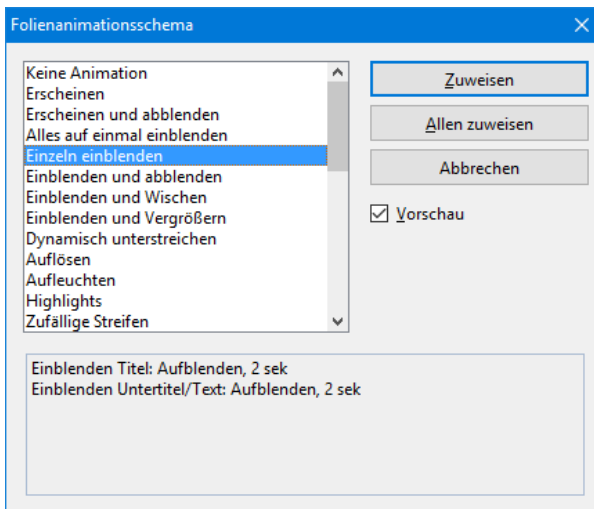 Folienanimationsschema
Keine Animation
Erscheinen
Erscheinen und abblenden
Alles auf einmal einblenden
Einzeln einblenden
Einblenden und abblenden
Einblenden und Wischen
Einblenden und Vergrößern
Dynamisch unterstreichen
Auflösen
Aufleuchten
Highlights
Zufällige Streifen
Zuweisen
Allen zuweisen
Abbrechen
Vorschau
Einblenden Titel: Aufblenden, 2 sek
Einblenden Untertitel/Text: Aufblenden, 2 sek